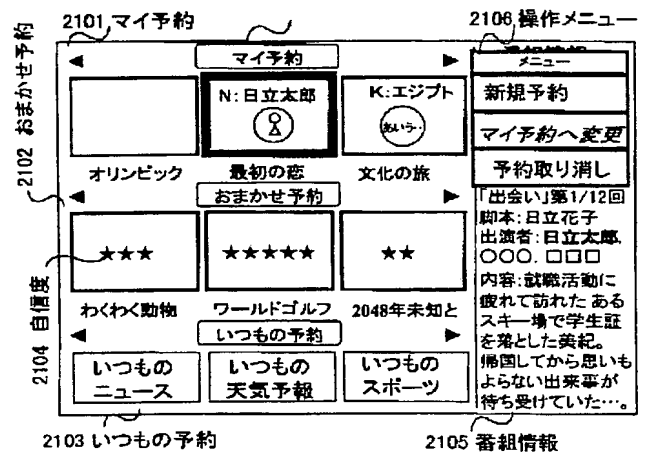 2101 マイ予約
2106 操作メニュー
2102 おまかせ予約
マイ予約
N:日立太郎
K:エジプト
あいう‥
オリンピック
最初の恋
文化の旅
おまかせ予約
★★★
★★★★★
★★
わくわく動物
ワールドゴルフ
2048年未知と
2104 自信度
いつもの予約
いつもの
ニュース
いつもの
天気予報
いつもの
スポーツ
番組情報
メニュー
新規予約
マイ予約へ変更
予約取り消し
「出会い」第1/12回
脚本:日立花子
出演者:日立太郎,
○○○, □□□
内容:就職活動に
疲れて訪れた ある
スキー場で学生証
を落とした美紀。
帰国してから思いも
よらない出来事が
待ち受けていた…。
2103 いつもの予約
2105 番組情報